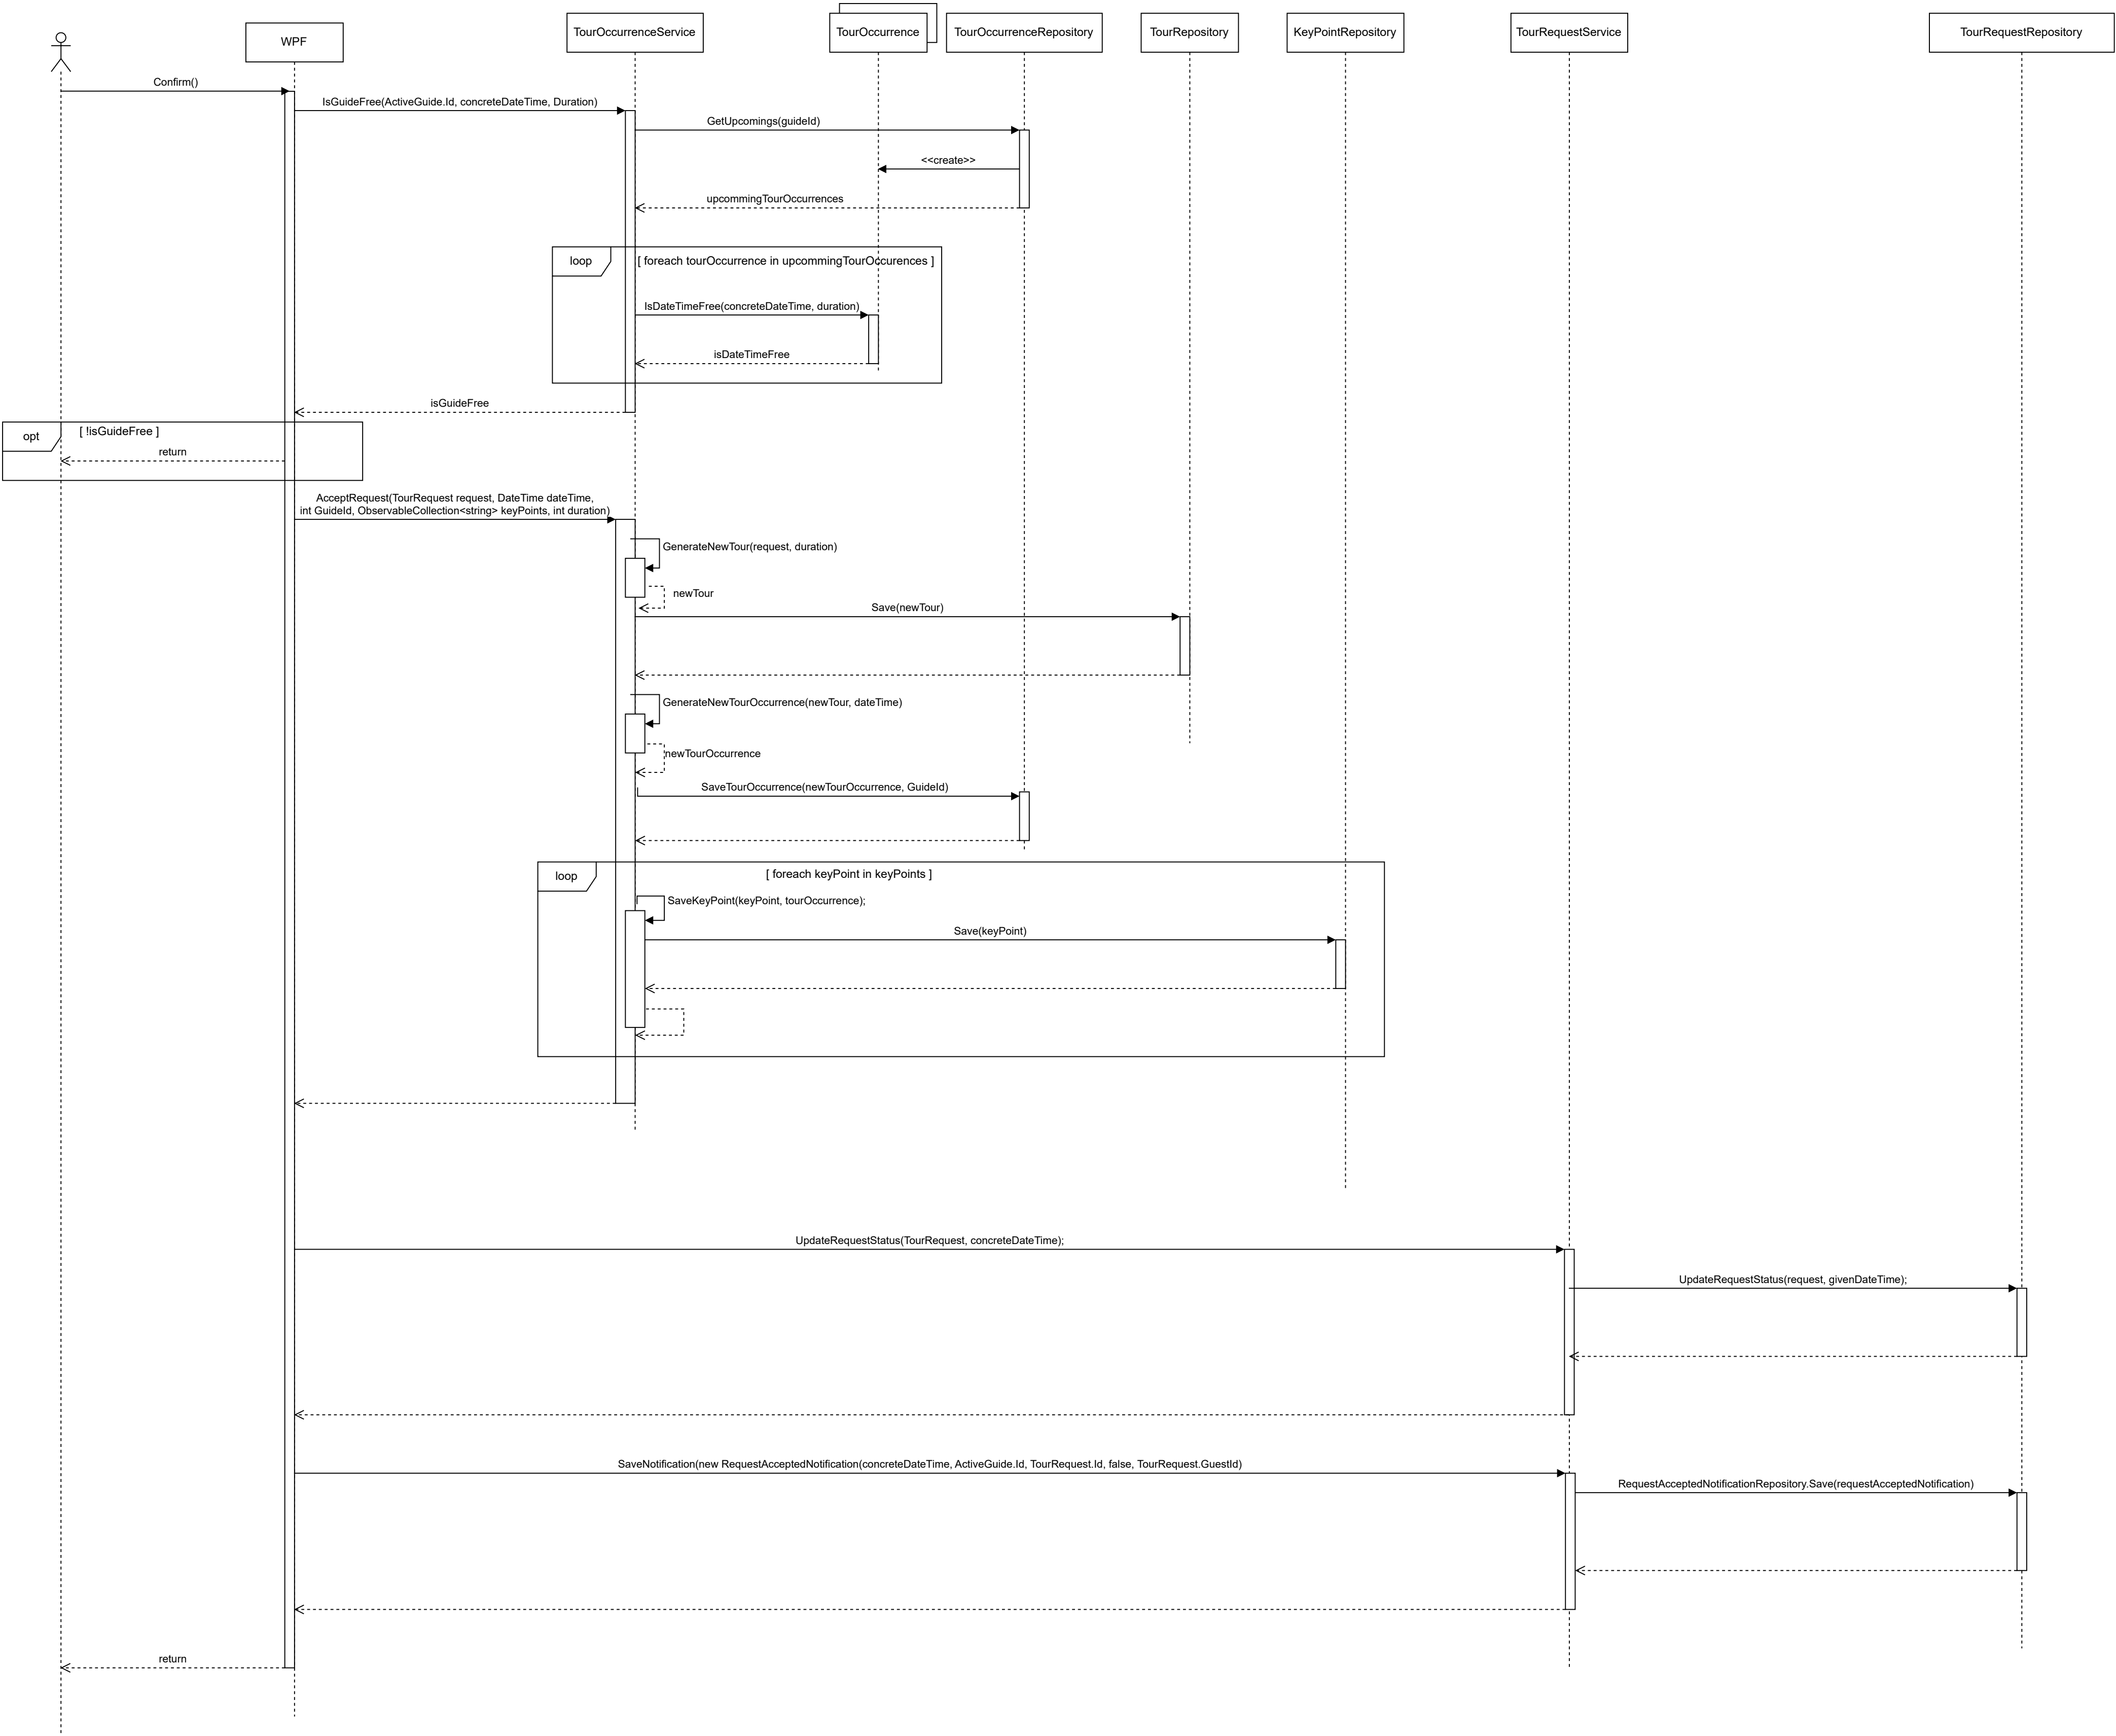 WPF
TourOccurrenceService
TourOccurrence
TourOccurrenceRepository
TourRepository
KeyPointRepository
TourRequestService
TourRequestRepository
Confirm()
IsGuideFree(ActiveGuide.Id, concreteDateTime, Duration)
GetUpcomings(guideId)
<<create>>
upcommingTourOccurrences
loop
[ foreach tourOccurrence in upcommingTourOccurences ]
IsDateTimeFree(concreteDateTime, duration)
isDateTimeFree
isGuideFree
opt
[ !isGuideFree ]
return
AcceptRequest(TourRequest request, DateTime dateTime,
int GuideId, ObservableCollection<string> keyPoints, int duration)
GenerateNewTour(request, duration)
newTour
Save(newTour)
GenerateNewTourOccurrence(newTour, dateTime)
newTourOccurrence
SaveTourOccurrence(newTourOccurrence, GuideId)
loop
[ foreach keyPoint in keyPoints ]
SaveKeyPoint(keyPoint, tourOccurrence);
Save(keyPoint)
UpdateRequestStatus(TourRequest, concreteDateTime);
UpdateRequestStatus(request, givenDateTime);
SaveNotification(new RequestAcceptedNotification(concreteDateTime, ActiveGuide.Id, TourRequest.Id, false, TourRequest.GuestId)
RequestAcceptedNotificationRepository.Save(requestAcceptedNotification)
return